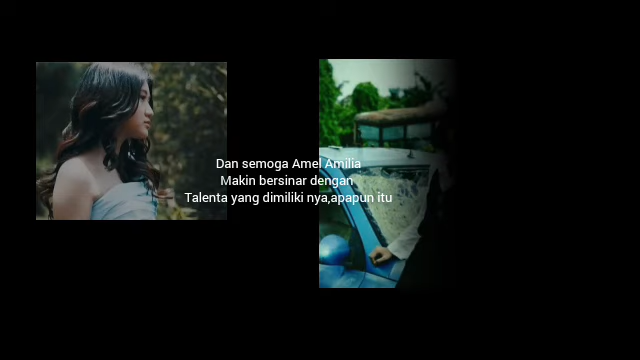 Dan semoga Amel Amilia
Makin bersinar dengan
Talenta yang dimiliki nya,apapun itu